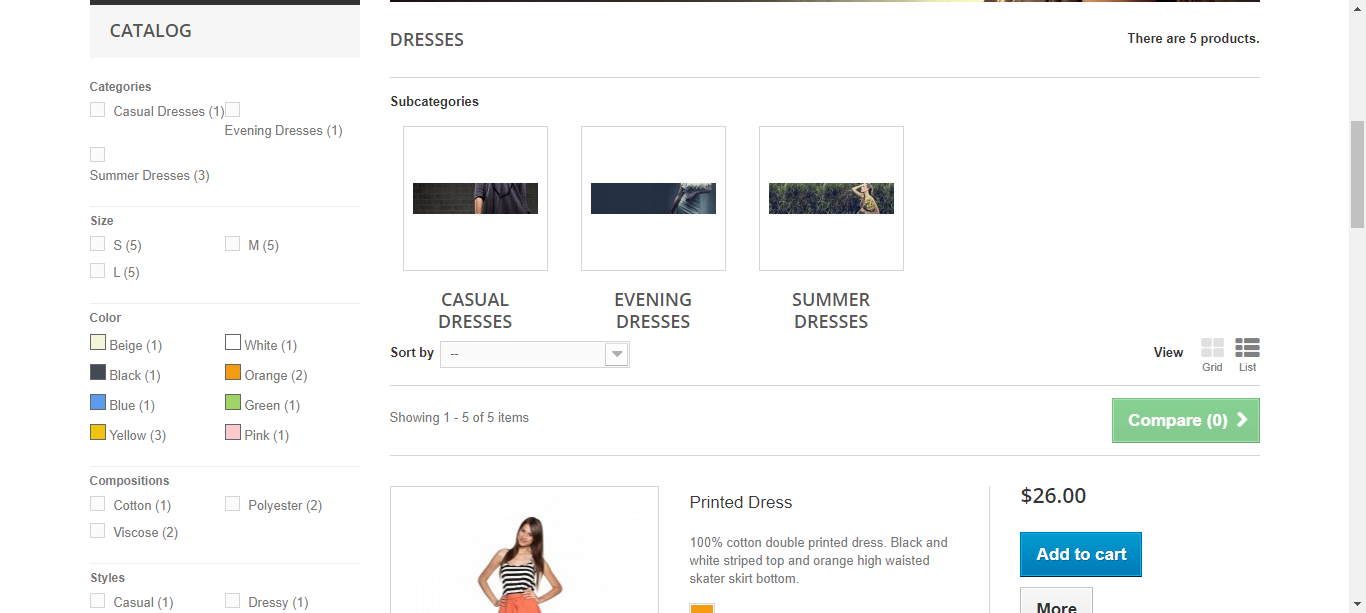 CATALOG
Categories
Casual Dresses (1)
Evening Dresses (1)
Summer Dresses (3)
Size
S (5)
M (5)
L (5)
Color
Beige (1)
White (1)
Black (1)
Orange (2)
Blue (1)
Green (1)
Yellow (3)
Pink (1)
Compositions
Cotton (1)
Polyester (2)
Viscose (2)
Styles
Casual (1)
Dressy (1)
DRESSES
There are 5 products.
Subcategories
CASUAL
DRESSES
EVENING
DRESSES
SUMMER
DRESSES
Sort by
--
View
Grid
List
Showing 1 - 5 of 5 items
Compare (0)
Printed Dress
100% cotton double printed dress. Black and
white striped top and orange high waisted
skater skirt bottom.
$26.00
Add to cart
More